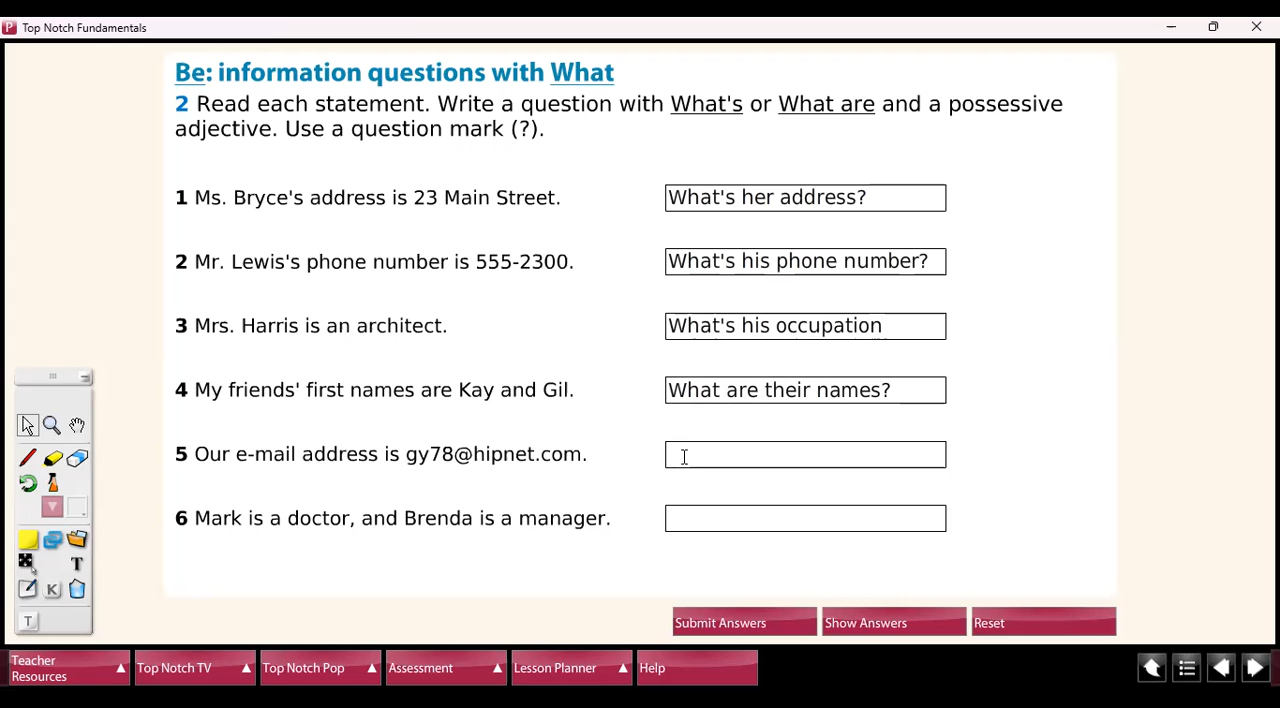 Top Notch Fundamentals
Be: information questions with What
2 Read each statement. Write a question with What's or What are and a possessive
adjective. Use a question mark (?).
1 Ms. Bryce's address is 23 Main Street.
What's her address?
2 Mr. Lewis's phone number is 555-2300.
What's his phone number?
3 Mrs. Harris is an architect.
What's his occupation
4 My friends' first names are Kay and Gil.
What are their names?
5 Our e-mail address is gy78@hipnet.com.
6 Mark is a doctor, and Brenda is a manager.
T
K
T
Submit Answers
Show Answers
Reset
Teacher
Resources
Top Notch TV
Top Notch Pop
Assessment
Lesson Planner
Help